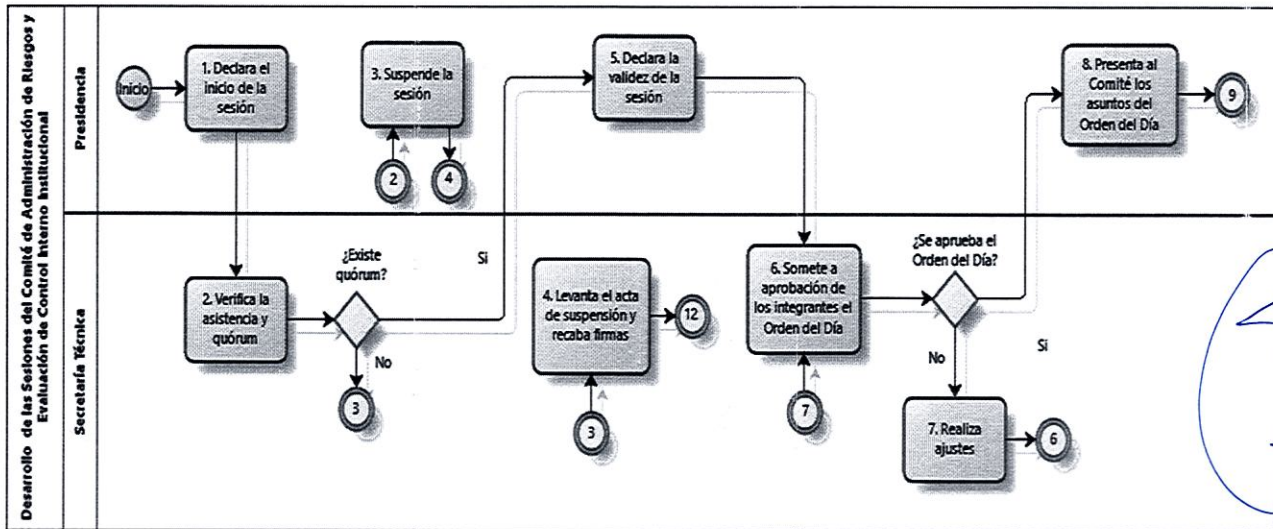 Desarrollo de las Sesiones del Comité de Administración de Riesgos y
Evaluación de Control Interno Institucional
Presidencia
Inicio
1. Declara el
inicio de la
sesión
3. Suspende la
sesión
2
4
5. Declara la
validez de la
sesión
8. Presenta al
Comité los
asuntos del
Orden del Día
9
Secretaría Técnica
2. Verifica la
asistencia y
quórum
¿Existe
quórum?
Si
No
3
4. Levanta el acta
de suspensión y
recaba firmas
12
3
6. Somete a
aprobación de
los integrantes el
Orden del Día
7
¿Se aprueba el
Orden del Día?
No
Si
7. Realiza
ajustes
6